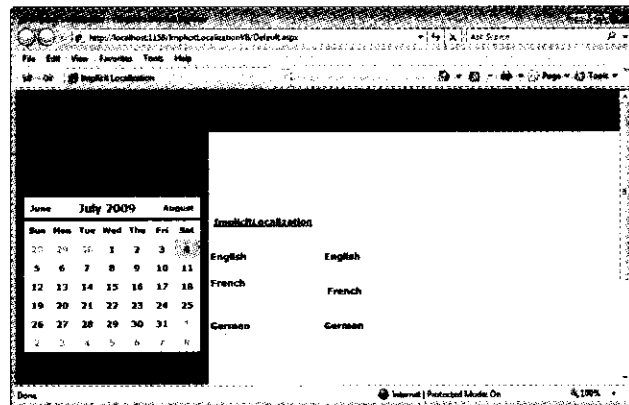 http://localhost:1158/ImplicitLocalizationVB/Default.aspx
File Edit View Favorites Tools Help
Implicit Localization
Page Tools
June July 2009 August
Sun Mon Tue Wed Thu Fri Sat
28 29 30 1 2 3 4
5 6 7 8 9 10 11
12 13 14 15 16 17 18
19 20 21 22 23 24 25
26 27 28 29 30 31 1
2 3 4 5 6 7 8
ImplicitLocalization
English English
French French
German German
Done Internet | Protected Mode: On 100%